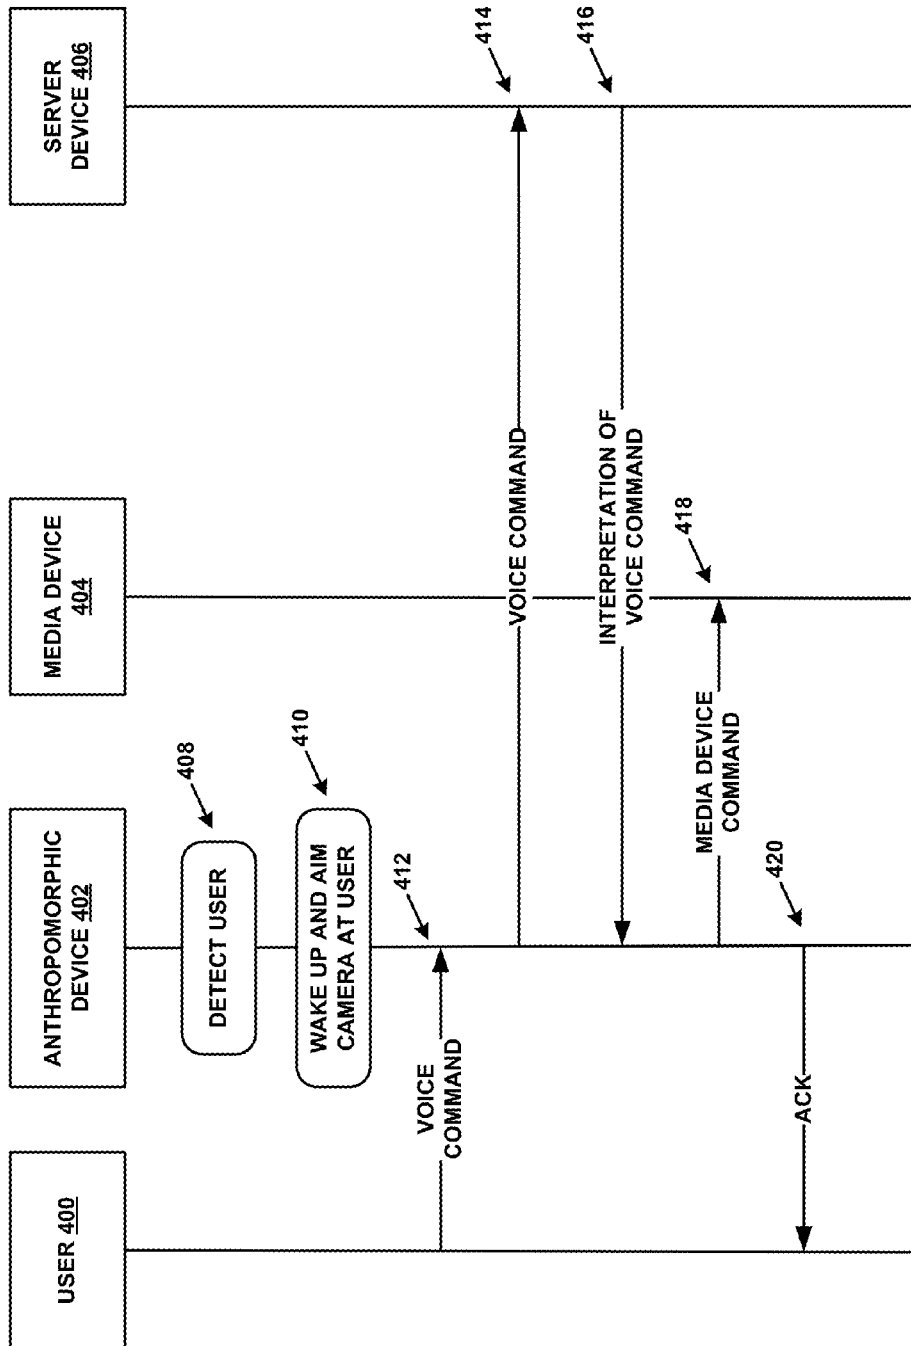 USER 400
ANTHROPOMORPHIC
DEVICE 402
MEDIA DEVICE
404
SERVER
DEVICE 406
DETECT USER
408
WAKE UP AND AIM
CAMERA AT USER
410
VOICE
COMMAND
412
VOICE COMMAND
414
INTERPRETATION OF
VOICE COMMAND
416
MEDIA DEVICE
COMMAND
418
ACK
420